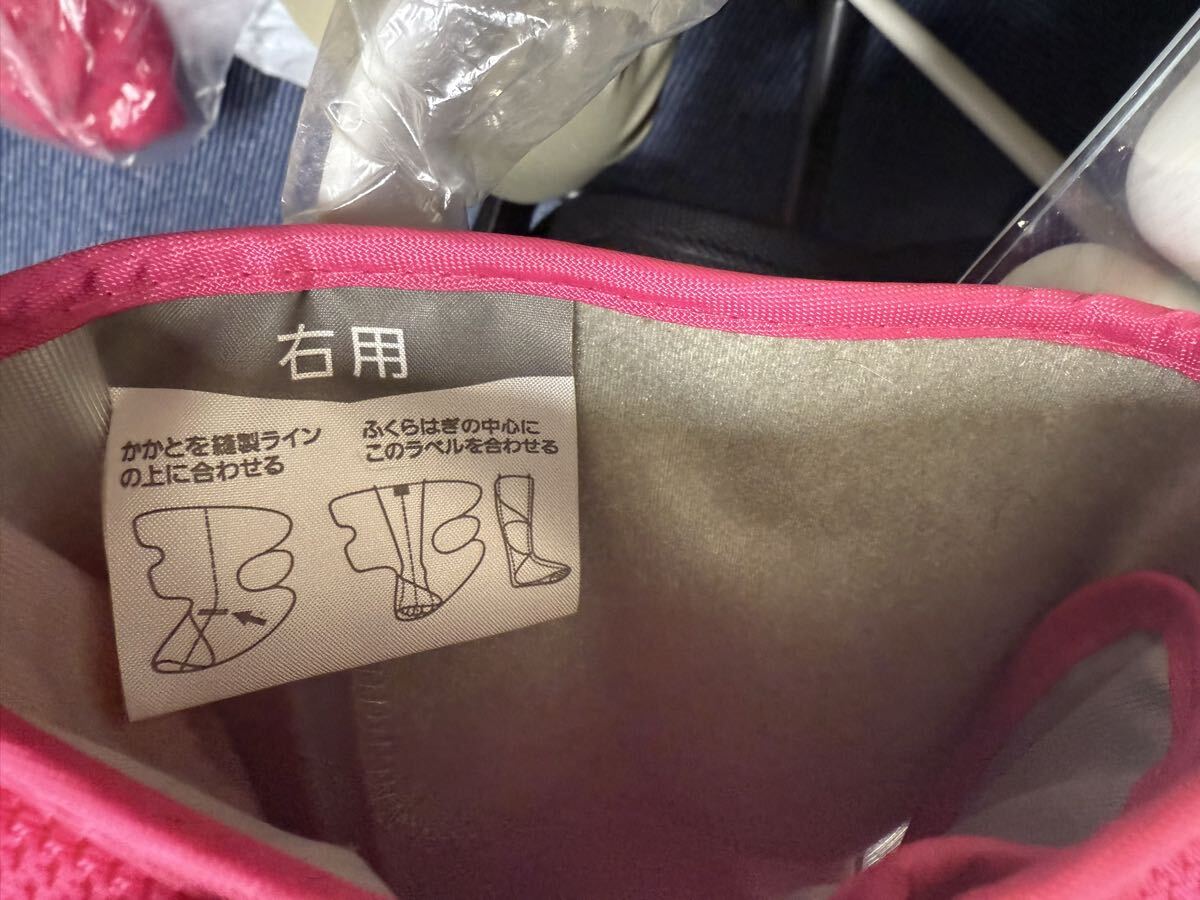 右用
かかとを縫製ライン
の上に合わせる
ふくらはぎの中心に
このラベルを合わせる